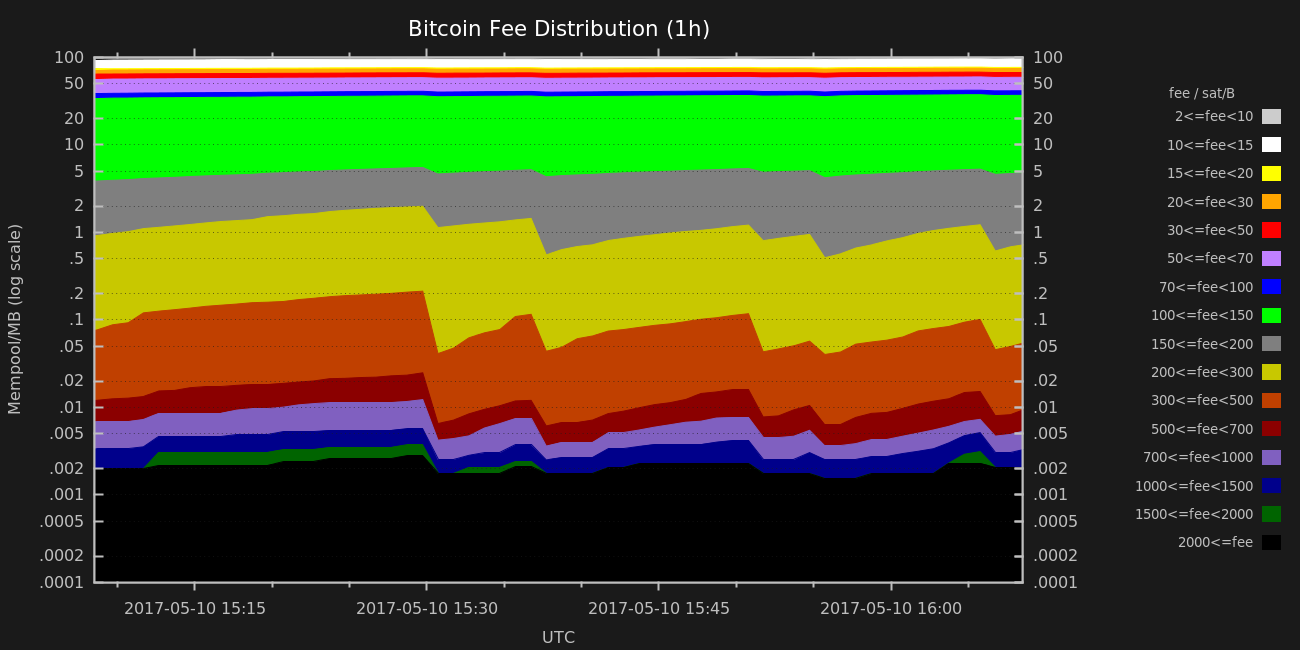 Bitcoin Fee Distribution (1h)
100
50
20
10
5
2
1
.5
.2
.1
.05
.02
.01
.005
.002
.001
.0005
.0002
.0001
Mempool/MB (log scale)
100
50
20
10
5
2
1
.5
.2
.1
.05
.02
.01
.005
.002
.001
.0005
.0002
.0001
2017-05-10 15:15
2017-05-10 15:30
2017-05-10 15:45
2017-05-10 16:00
UTC
fee / sat/B
2<=fee<10
10<=fee<15
15<=fee<20
20<=fee<30
30<=fee<50
50<=fee<70
70<=fee<100
100<=fee<150
150<=fee<200
200<=fee<300
300<=fee<500
500<=fee<700
700<=fee<1000
1000<=fee<1500
1500<=fee<2000
2000<=fee